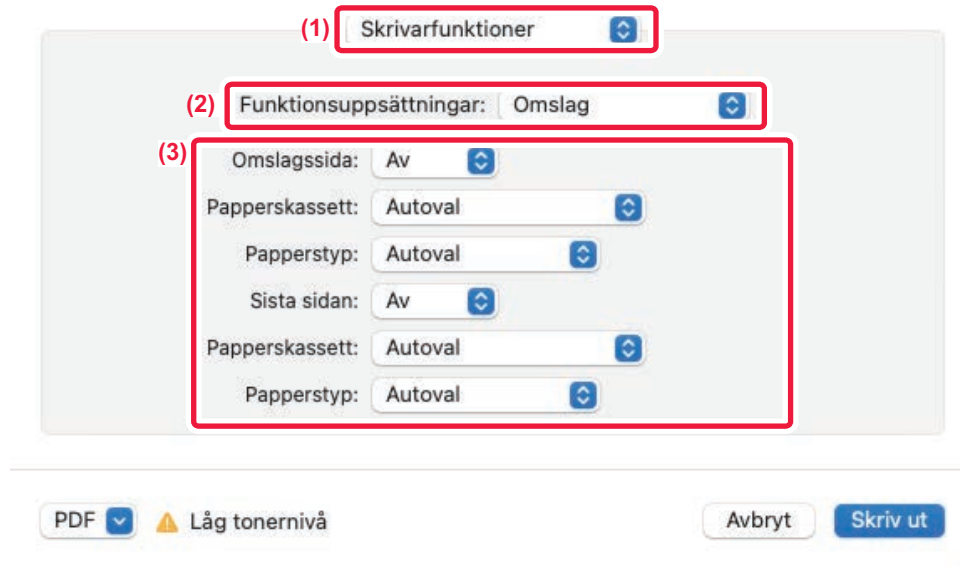 (1) Skrivarfunktioner
(2) Funktionsuppsättningar: Omslag
(3)
Omslagssida: Av
Papperskassett: Autoval
Papperstyp: Autoval
Sista sidan: Av
Papperskassett: Autoval
Papperstyp: Autoval
PDF Låg tonernivå Avbryt Skriv ut